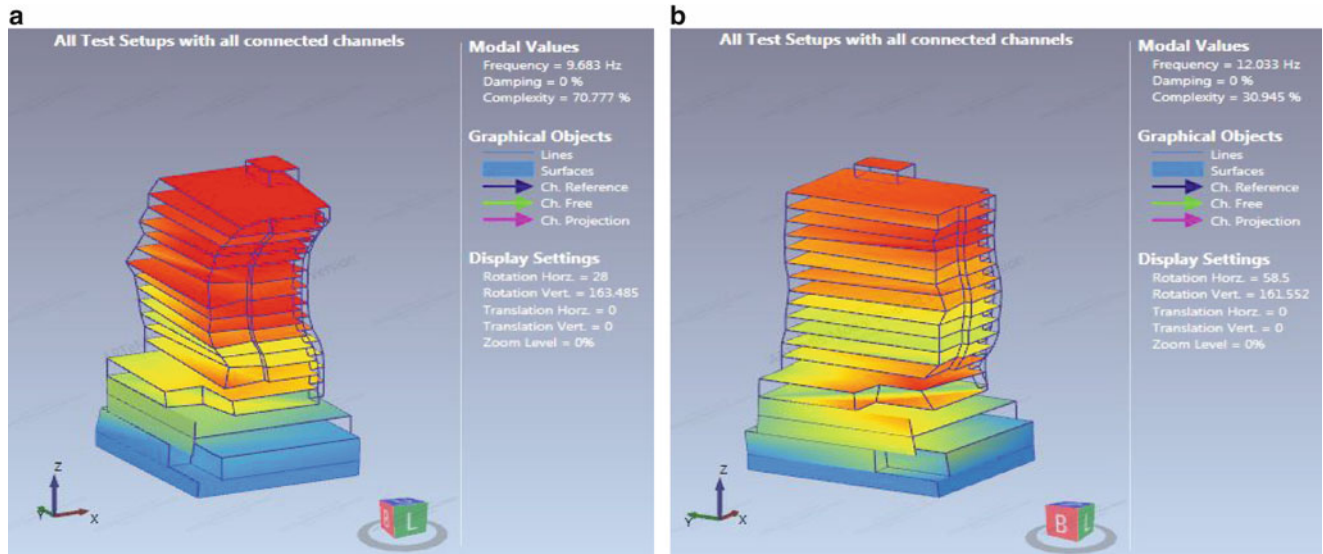 a
All Test Setups with all connected channels
Modal Values
Frequency = 9.683 Hz
Damping = 0 %
Complexity = 70.777 %
Graphical Objects
Lines
Surfaces
Ch. Reference
Ch. Free
Ch. Projection
Display Settings
Rotation Horz. = 28
Rotation Vert. = 163.485
Translation Horz. = 0
Translation Vert. = 0
Zoom Level = 0%
Z
Y
X
B
L
b
All Test Setups with all connected channels
Modal Values
Frequency = 12.033 Hz
Damping = 0 %
Complexity = 30.945 %
Graphical Objects
Lines
Surfaces
Ch. Reference
Ch. Free
Ch. Projection
Display Settings
Rotation Horz. = 58.5
Rotation Vert. = 161.552
Translation Horz. = 0
Translation Vert. = 0
Zoom Level = 0%
Z
Y
X
B
L